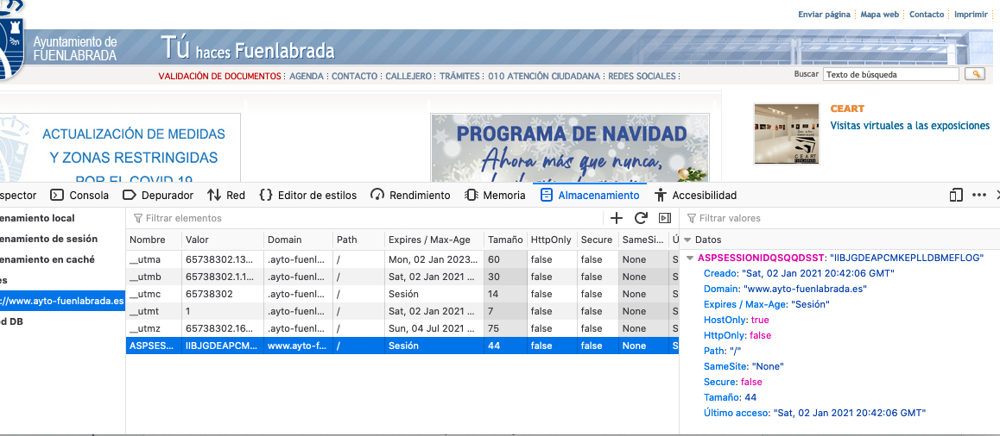 Enviar página Mapa web Contacto Imprimir
Ayuntamiento de
FUENLABRADA
Tú haces Fuenlabrada
VALIDACIÓN DE DOCUMENTOS AGENDA CONTACTO CALLEJERO TRÁMITES 010 ATENCIÓN CIUDADANA REDES SOCIALES
Buscar Texto de búsqueda
ACTUALIZACIÓN DE MEDIDAS
Y ZONAS RESTRINGIDAS
POR EL COVID 19
PROGRAMA DE NAVIDAD
Ahora más que nunca,
CEART
CEART
Visitas virtuales a las exposiciones
spector Consola Depurador Red Editor de estilos Rendimiento Memoria Almacenamiento Accesibilidad
enamiento local
enamiento de sesión
enamiento en caché
es
://www.ayto-fuenlabrada.es
ed DB
Filtrar elementos
Nombre Valor Domain Path Expires / Max-Age Tamaño HttpOnly Secure SameSi... Ú
__utma 65738302.13... .ayto-fuenl... / Mon, 02 Jan 2023... 60 false false None S
__utmb 65738302.1.1... .ayto-fuenl... / Sat, 02 Jan 2021 ... 30 false false None S
__utmc 65738302 .ayto-fuenl... / Sesión 14 false false None S
__utmt 1 .ayto-fuenl... / Sat, 02 Jan 2021 ... 7 false false None S
__utmz 65738302.16... .ayto-fuenl... / Sun, 04 Jul 2021 ... 75 false false None S
ASPSES... IIBJGDEAPCM... www.ayto-f... / Sesión 44 false false None S
Filtrar valores
Datos
ASPSESSIONIDQSQQDSST: "IIBJGDEAPCMKEPLLDBMEFLOG"
Creado: "Sat, 02 Jan 2021 20:42:06 GMT"
Domain: "www.ayto-fuenlabrada.es"
Expires / Max-Age: "Sesión"
HostOnly: true
HttpOnly: false
Path: "/"
SameSite: "None"
Secure: false
Tamaño: 44
Último acceso: "Sat, 02 Jan 2021 20:42:06 GMT"